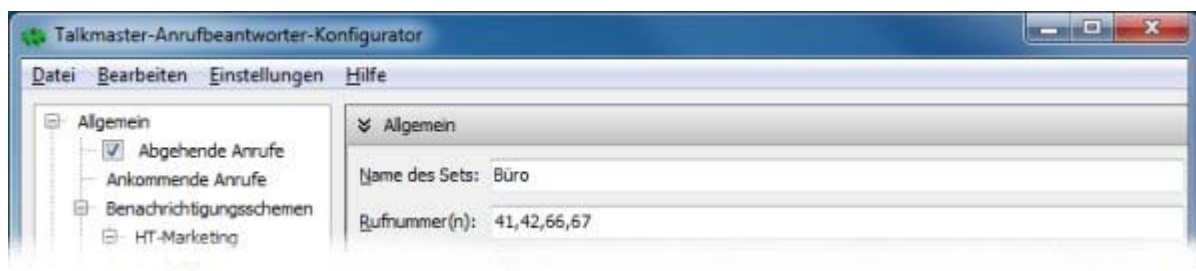 Talkmaster-Anrufbeantworter-Konfigurator
Datei Bearbeiten Einstellungen Hilfe
Allgemein
Abgehende Anrufe
Ankommende Anrufe
Benachrichtigungsschemen
HT-Marketing
Allgemein
Name des Sets: Büro
Rufnummer(n): 41,42,66,67